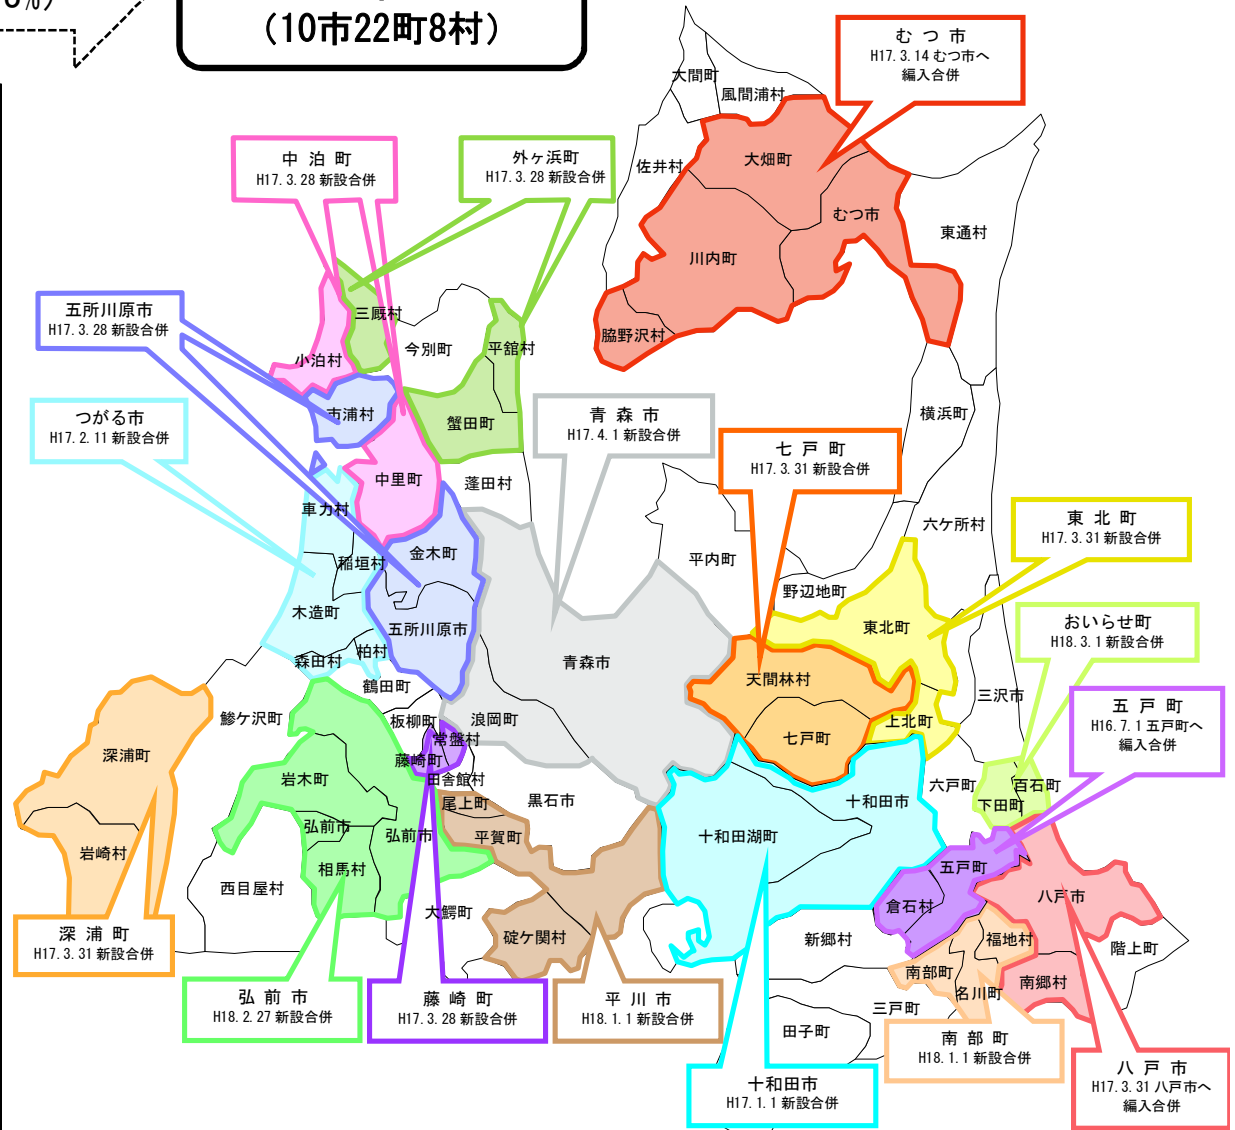 %)
(10市22町8村)
むつ市
H17.3.14 むつ市へ
編入合併
大間町
風間浦村
佐井村
大畑町
むつ市
東通村
川内町
脇野沢村
中泊町
H17.3.28 新設合併
外ヶ浜町
H17.3.28 新設合併
五所川原市
H17.3.28 新設合併
三厩村
今別町
平舘村
小泊村
市浦村
蟹田町
つがる市
H17.2.11 新設合併
青森市
H17.4.1 新設合併
七戸町
H17.3.31 新設合併
横浜町
中里町
蓬田村
車力村
金木町
稲垣村
平内町
六ケ所村
東北町
H17.3.31 新設合併
野辺地町
木造町
五所川原市
東北町
おいらせ町
H18.3.1 新設合併
柏村
森田村
青森市
鶴田町
天間林村
三沢市
鰺ケ沢町
板柳町
浪岡町
上北町
五戸町
H16.7.1 五戸町へ
編入合併
常盤村
七戸町
深浦町
藤崎町
田舎館村
岩木町
六戸町
百石町
尾上町
黒石市
十和田市
下田町
弘前市
弘前市
平賀町
十和田湖町
岩崎村
相馬村
五戸町
西目屋村
八戸市
倉石村
大鰐町
深浦町
H17.3.31 新設合併
碇ケ関村
新郷村
福地村
階上町
南部町
名川町
南郷村
弘前市
H18.2.27 新設合併
藤崎町
H17.3.28 新設合併
平川市
H18.1.1 新設合併
三戸町
田子町
南部町
H18.1.1 新設合併
十和田市
H17.1.1 新設合併
八戸市
H17.3.31 八戸市へ
編入合併